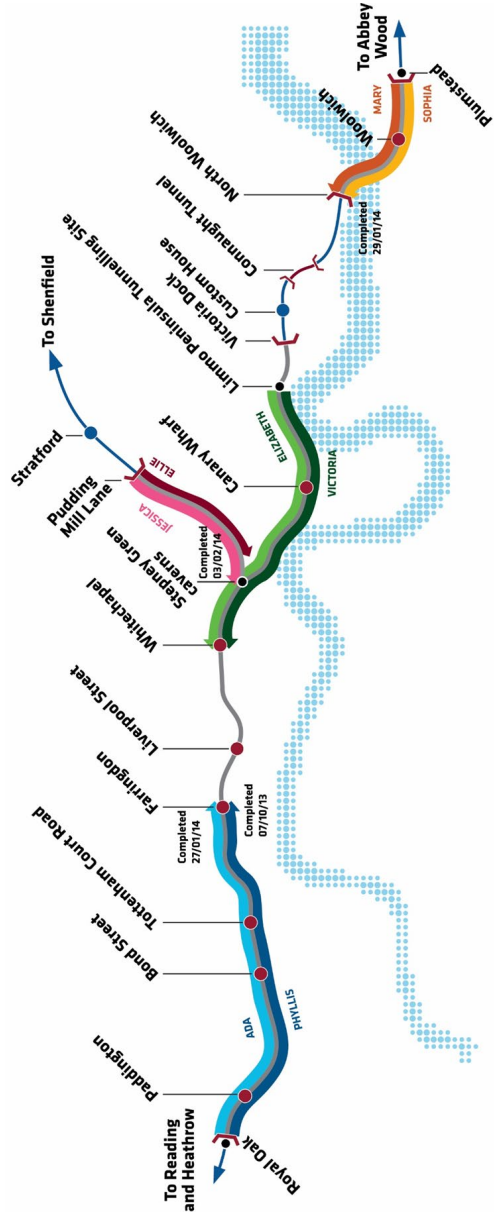 To Reading
and Heathrow
Royal Oak
Paddington
ADA
PHYLLIS
Bond Street
Tottenham Court Road
Completed
27/01/14
Completed
07/10/13
Farringdon
Liverpool Street
Whitechapel
Stepney Green
caverns
Completed
03/02/14
JESSICA
ELLIE
Pudding
Mill Lane
Stratford
To Shenfield
Canary Wharf
ELIZABETH
VICTORIA
Limmo Peninsula Tunnelling Site
Victoria Dock
Custom House
Connaught Tunnel
North Woolwich
Completed
29/01/14
Woolwich
MARY
SOPHIA
Plumstead
To Abbey
Wood